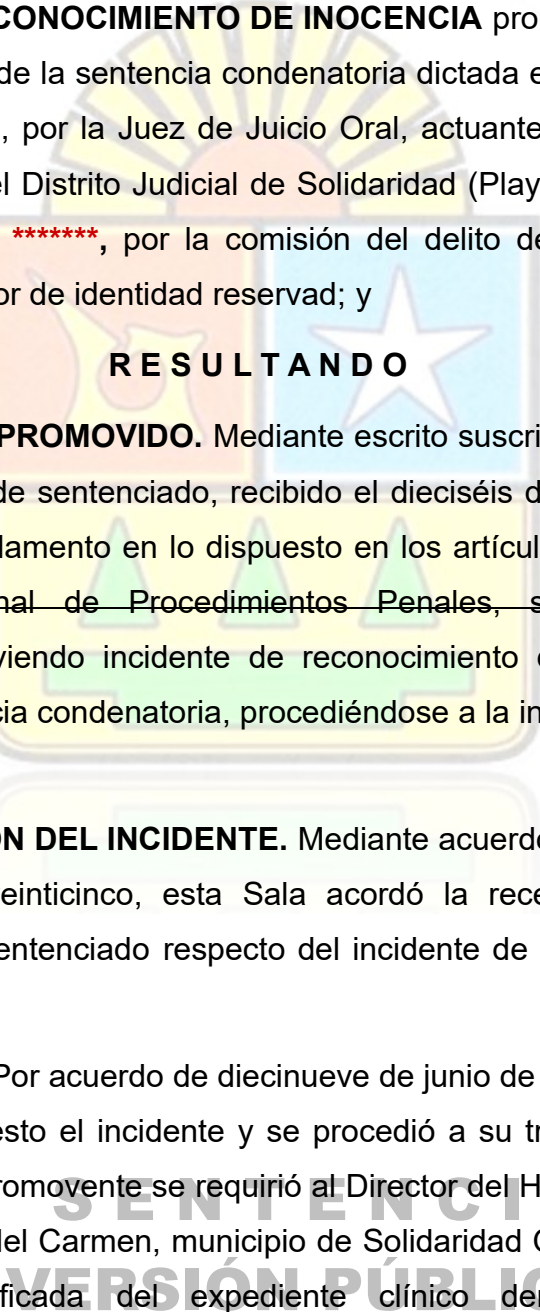 CONOCIMIENTO DE INOCENCIA pro
de la sentencia condenatoria dictada e
, por la Juez de Juicio Oral, actuante
l Distrito Judicial de Solidaridad (Play
*******, por la comisión del delito de
or de identidad reservad; y
R E S U L T A N D O
PROMOVIDO. Mediante escrito suscri
de sentenciado, recibido el dieciséis d
damento en lo dispuesto en los artícul
nal de Procedimientos Penales, s
viendo incidente de reconocimiento
cia condenatoria, procediéndose a la in
ÓN DEL INCIDENTE. Mediante acuerdo
veinticinco, esta Sala acordó la rece
entenciado respecto del incidente de
Por acuerdo de diecinueve de junio de
esto el incidente y se procedió a su tr
romovente se requirió al Director del H
S E N T E N C I
del Carmen, municipio de Solidaridad
ficada del expediente clínico de
VERSIÓN PÚBLIC